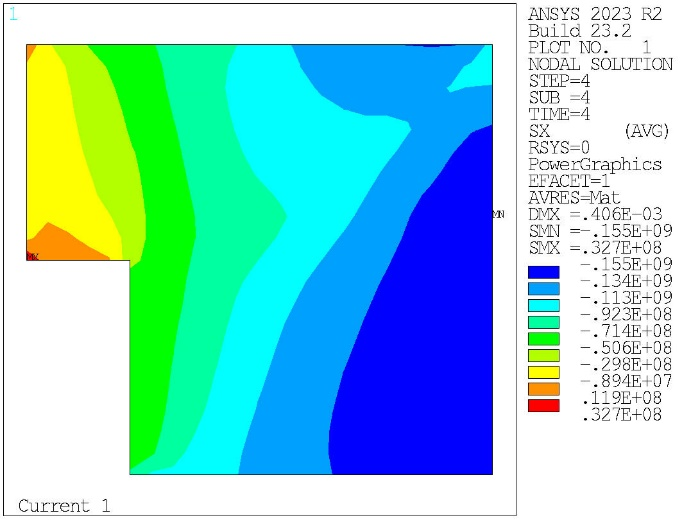 1
ANSYS 2023 R2
Build 23.2
PLOT NO.   1
NODAL SOLUTION
STEP=4
SUB =4
TIME=4
SX       (AVG)
RSYS=0
PowerGraphics
EFACET=1
AVRES=Mat
DMX =.406E-03
SMN =-.155E+09
SMX =.327E+08
MN
MX
-.155E+09
-.134E+09
-.113E+09
-.923E+08
-.714E+08
-.506E+08
-.298E+08
-.894E+07
.119E+08
.327E+08
Current 1